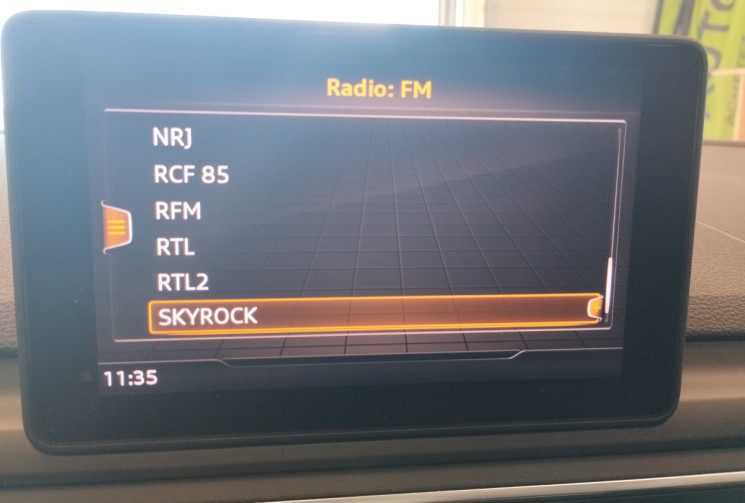 Radio: FM
NRJ
RCF 85
RFM
RTL
RTL2
SKYROCK
11:35